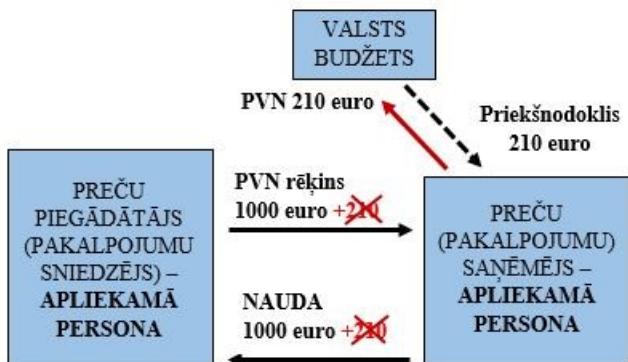 VALSTS
BUDŽETS
PVN 210 euro
Priekšnodoklis
210 euro
PREČU
PIEGĀDĀTĀJS
(PAKALPOJUMU
SNIEDZĒJS) –
APLIEKAMĀ
PERSONA
PVN rēķins
1000 euro +210
NAUDA
1000 euro +210
PREČU
(PAKALPOJUMU)
SAŅĒMĒJS –
APLIEKAMĀ
PERSONA